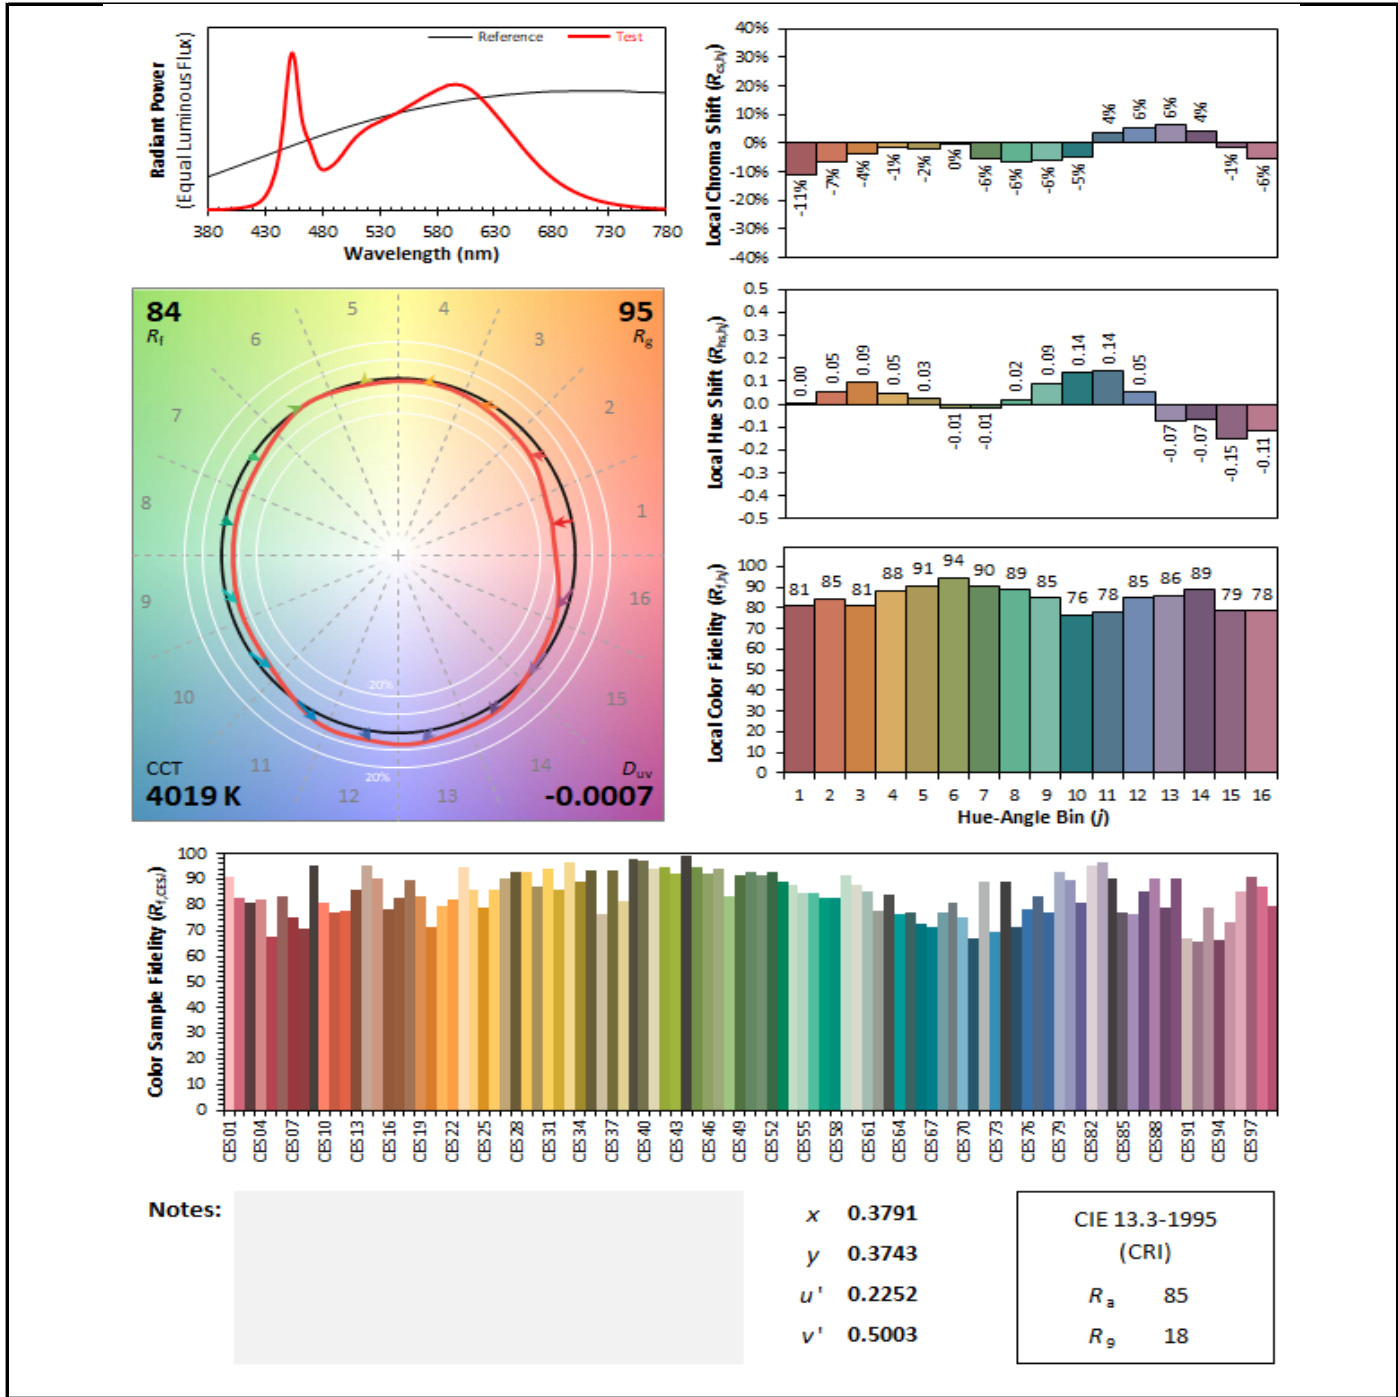 Radiant Power
(Equal Luminous Flux)
Reference
Test
380 430 480 530 580 630 680 730 780
Wavelength (nm)
Local Chroma Shift (Rcs,hj)
40%
30%
20%
10%
0%
-10%
-20%
-30%
-40%
-11% -7% -4% -1% -2% 0% -6% -6% -6% -5% 4% 6% 6% 4% -1% -6%
84
Rf
95
Rg
1
2
3
4
5
6
7
8
9
10
11
12
13
14
15
16
20%
20%
CCT
4019 K
Duv
-0.0007
Local Hue Shift (Rhs,hj)
0.5
0.4
0.3
0.2
0.1
0.0
-0.1
-0.2
-0.3
-0.4
-0.5
0.00 0.05 0.09 0.05 0.03 -0.01 -0.01 0.02 0.09 0.14 0.14 0.05 -0.07 -0.07 -0.15 -0.11
Local Color Fidelity (Rf,hj)
100
90
80
70
60
50
40
30
20
10
0
81 85 81 88 91 94 90 89 85 76 78 85 86 89 79 78
1 2 3 4 5 6 7 8 9 10 11 12 13 14 15 16
Hue-Angle Bin (j)
Color Sample Fidelity (Rf,CESi)
100
90
80
70
60
50
40
30
20
10
0
CES01 CES04 CES07 CES10 CES13 CES16 CES19 CES22 CES25 CES28 CES31 CES34 CES37 CES40 CES43 CES46 CES49 CES52 CES55 CES58 CES61 CES64 CES67 CES70 CES73 CES76 CES79 CES82 CES85 CES88 CES91 CES94 CES97
Notes:
x 0.3791
y 0.3743
u' 0.2252
v' 0.5003
CIE 13.3-1995
(CRI)
Ra 85
R9 18